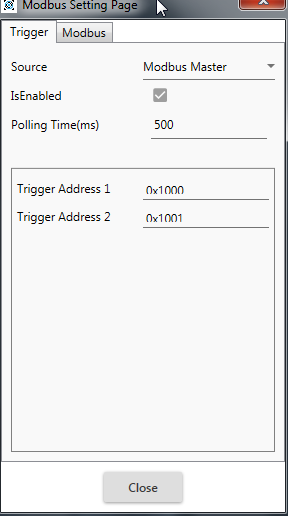 Modbus Setting Page
Trigger Modbus
Source Modbus Master
IsEnabled
Polling Time(ms) 500
Trigger Address 1 0x1000
Trigger Address 2 0x1001
Close